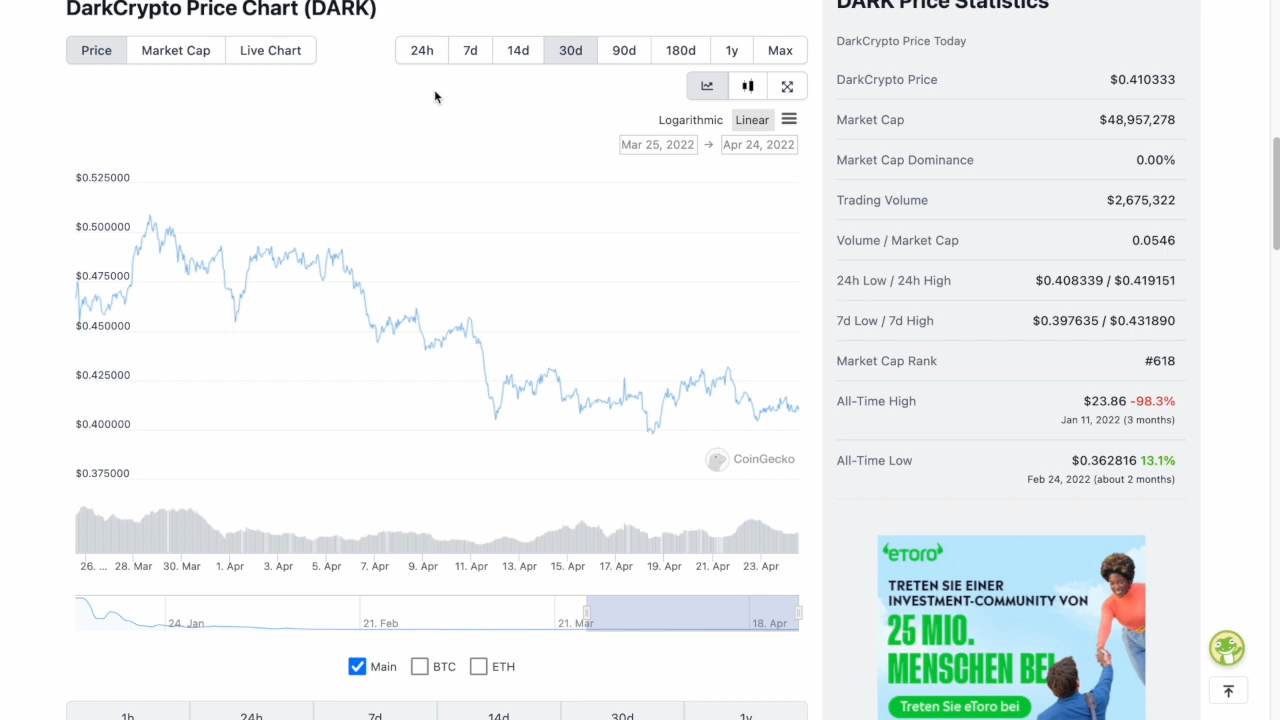 DarkCrypto Price Chart (DARK)
Price Market Cap Live Chart
24h 7d 14d 30d 90d 180d 1y Max
Logarithmic Linear
Mar 25, 2022 → Apr 24, 2022
$0.525000
$0.500000
$0.475000
$0.450000
$0.425000
$0.400000
$0.375000
CoinGecko
26. ... 28. Mar 30. Mar 1. Apr 3. Apr 5. Apr 7. Apr 9. Apr 11. Apr 13. Apr 15. Apr 17. Apr 19. Apr 21. Apr 23. Apr
24. Jan 21. Feb 21. Mar 18. Apr
Main BTC ETH
1h 24h 7d 14d 30d 1y
DARK Price Statistics
DarkCrypto Price Today
DarkCrypto Price $0.410333
Market Cap $48,957,278
Market Cap Dominance 0.00%
Trading Volume $2,675,322
Volume / Market Cap 0.0546
24h Low / 24h High $0.408339 / $0.419151
7d Low / 7d High $0.397635 / $0.431890
Market Cap Rank #618
All-Time High $23.86 -98.3%
Jan 11, 2022 (3 months)
All-Time Low $0.362816 13.1%
Feb 24, 2022 (about 2 months)
eToro
TRETEN SIE EINER
INVESTMENT-COMMUNITY VON
25 MIO.
MENSCHEN BEI
Treten Sie eToro bei